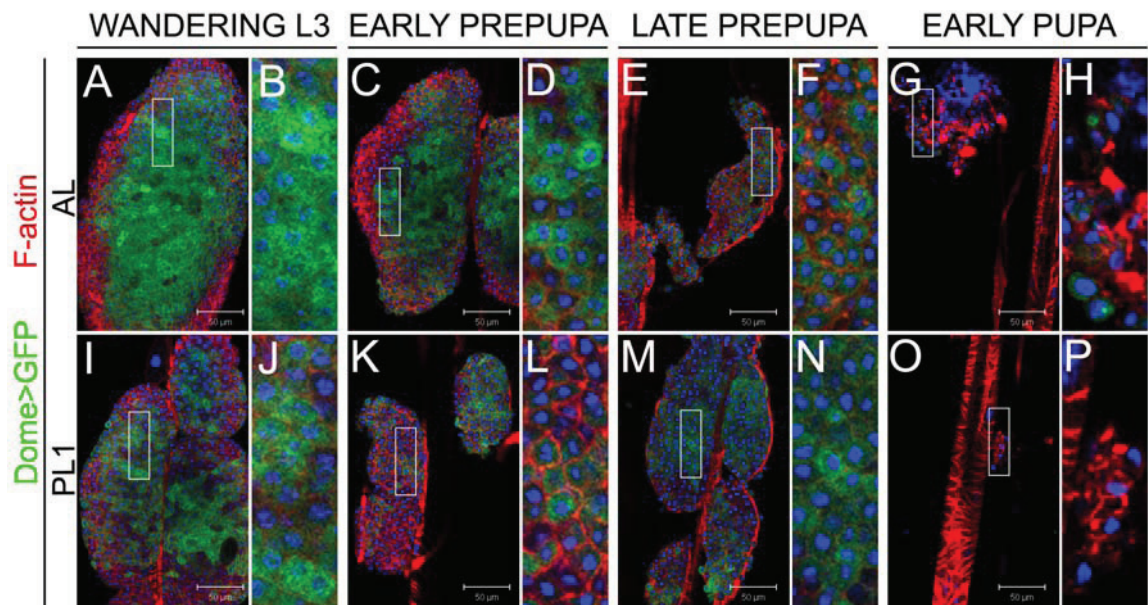 WANDERING L3 EARLY PREPUPA LATE PREPUPA EARLY PUPA
Dome>GFP F-actin
AL
A B C D E F G H
50 µm 50 µm 50 µm 50 µm
PL1
I J K L M N O P
50 µm 50 µm 50 µm 50 µm